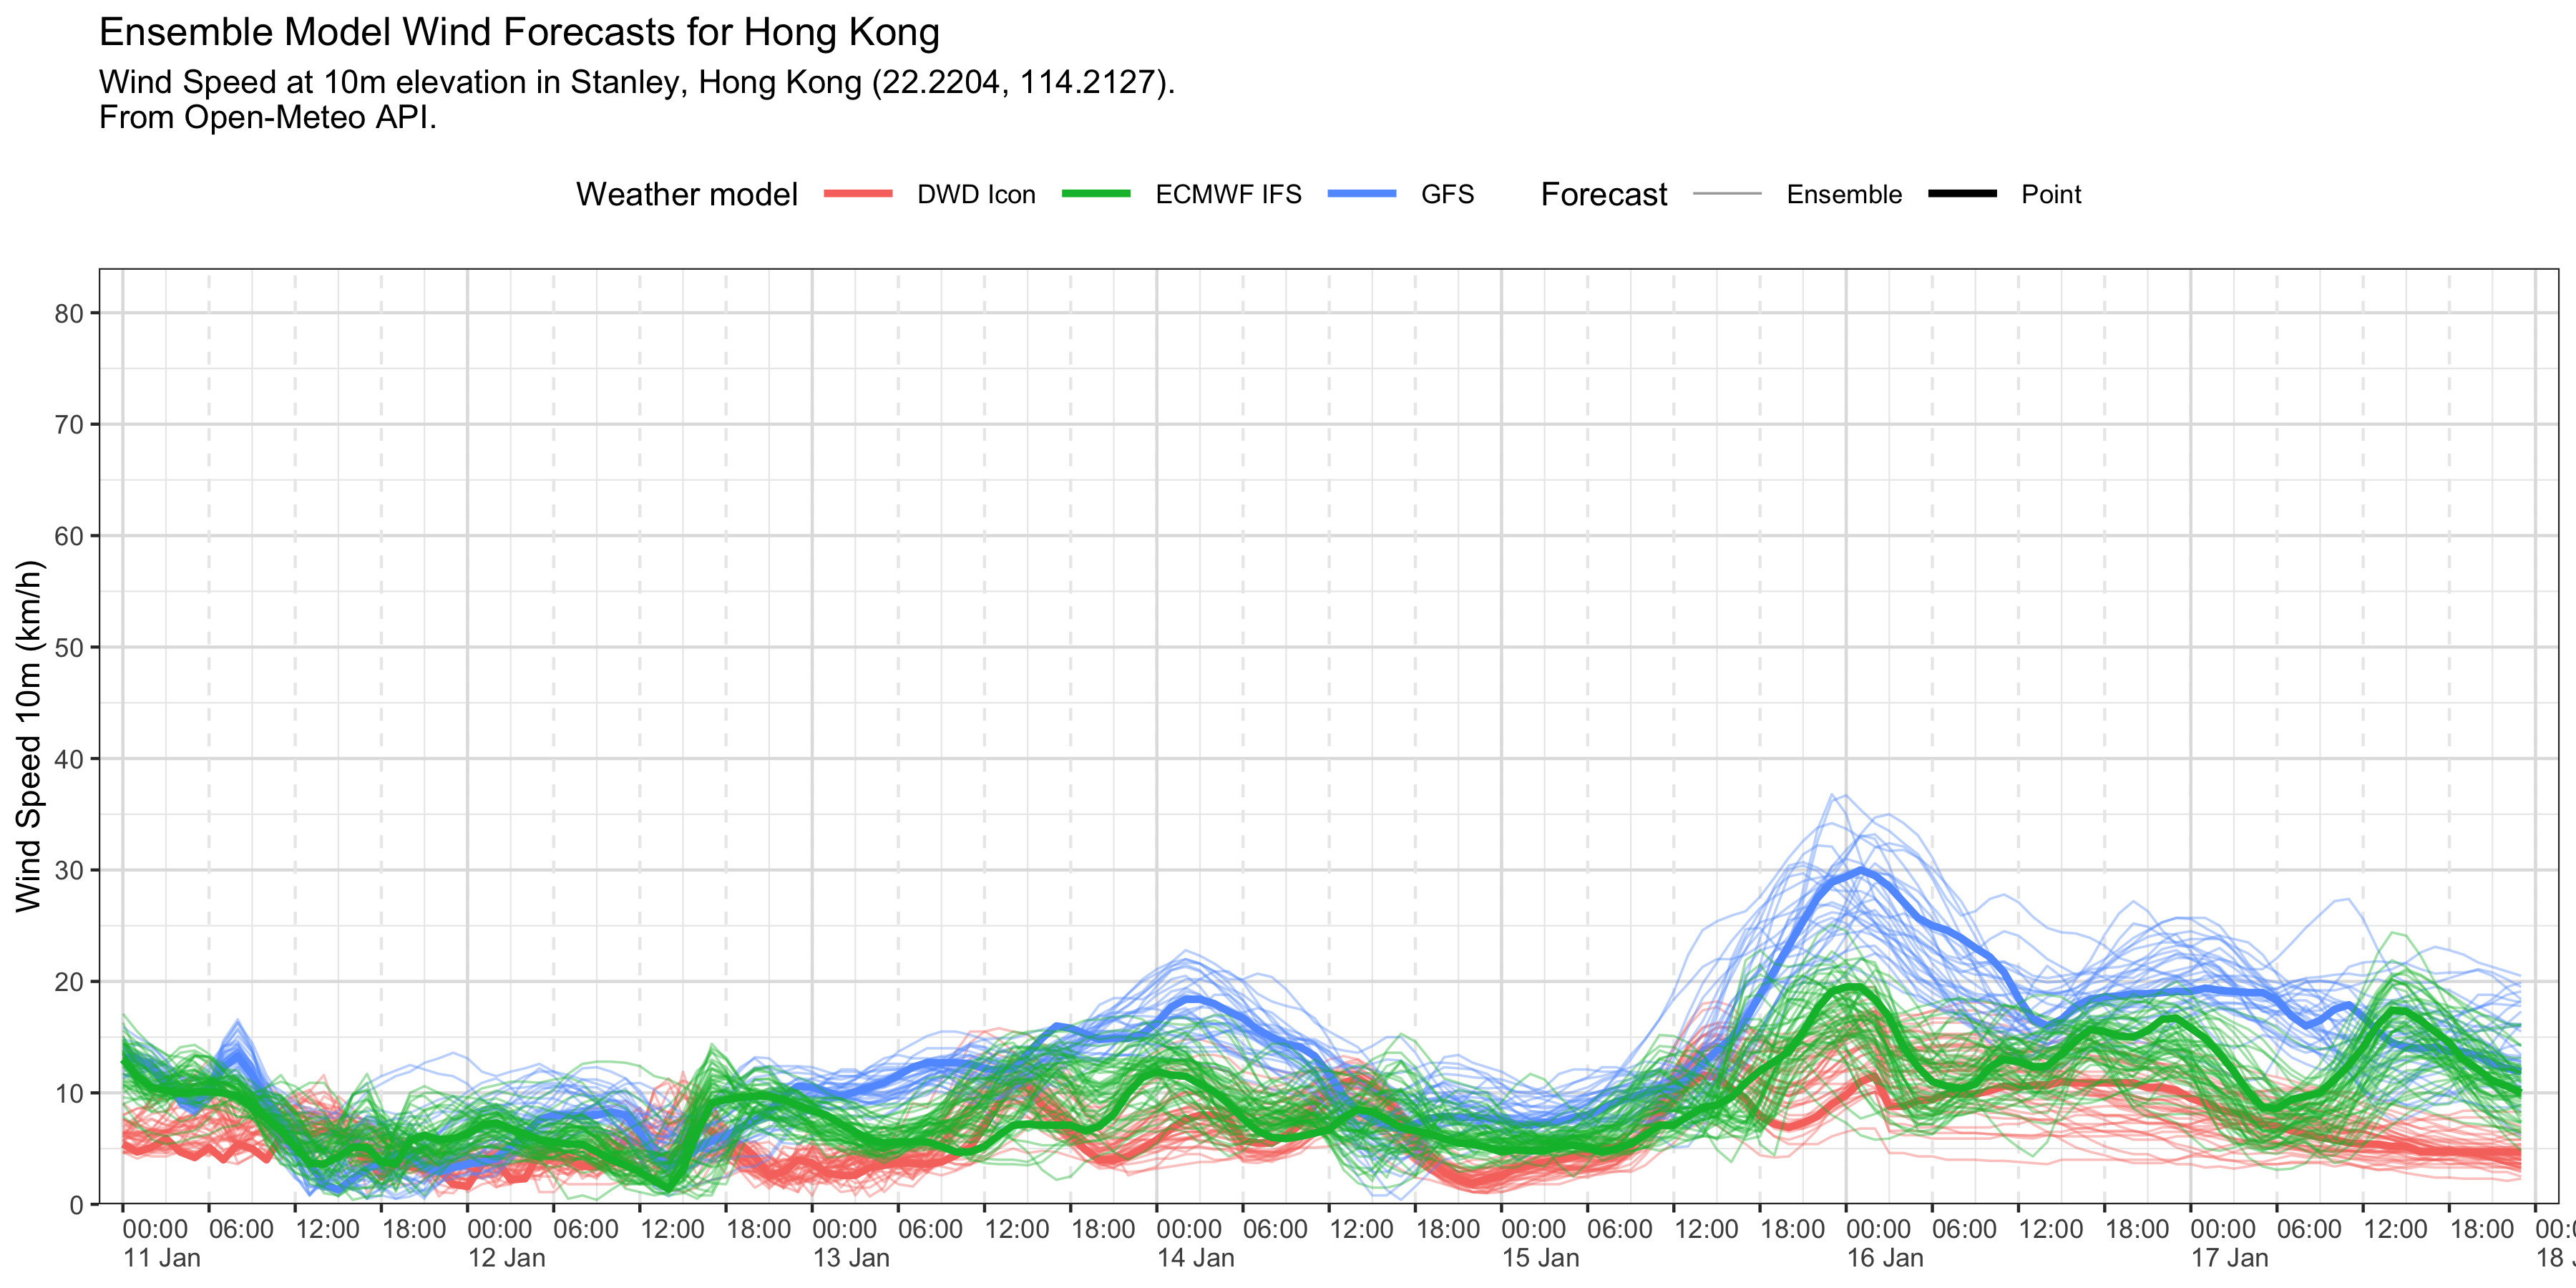 Ensemble Model Wind Forecasts for Hong Kong
Wind Speed at 10m elevation in Stanley, Hong Kong (22.2204, 114.2127).
From Open-Meteo API.
Weather model DWD Icon ECMWF IFS GFS Forecast Ensemble Point
Wind Speed 10m (km/h)
80
70
60
50
40
30
20
10
0
00:00 06:00 12:00 18:00 00:00 06:00 12:00 18:00 00:00 06:00 12:00 18:00 00:00 06:00 12:00 18:00 00:00 06:00 12:00 18:00 00:00 06:00 12:00 18:00 00:00 06:00 12:00 18:00 00:0
11 Jan 12 Jan 13 Jan 14 Jan 15 Jan 16 Jan 17 Jan 18 J